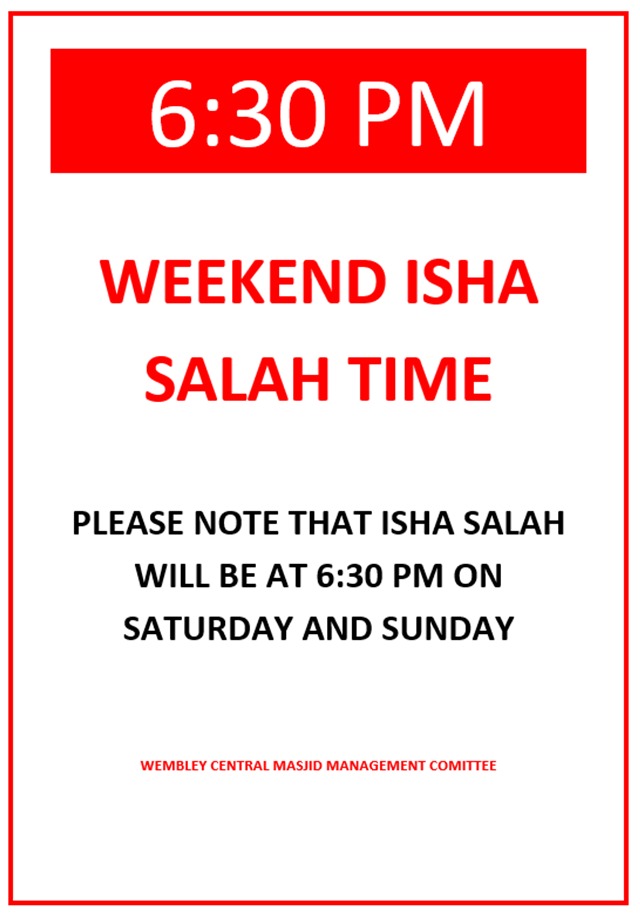 6:30 PM
WEEKEND ISHA
SALAH TIME
PLEASE NOTE THAT ISHA SALAH
WILL BE AT 6:30 PM ON
SATURDAY AND SUNDAY
WEMBLEY CENTRAL MASJID MANAGEMENT COMITTEE